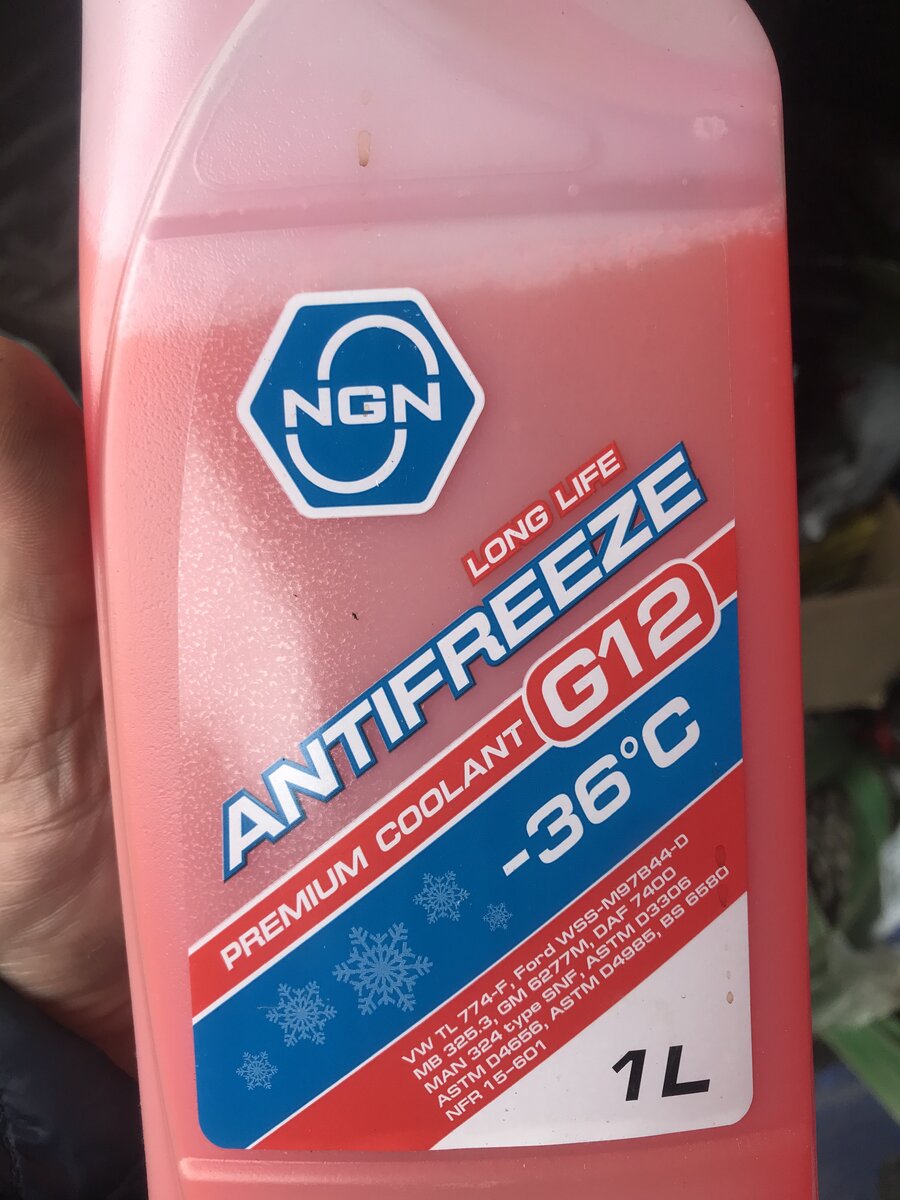 NGN
LONG LIFE
ANTIFREEZE
PREMIUM COOLANT G12
-36°C
VW TL 774-F, Ford WSS-M97B44-D
MB 325.3, GM 6277M, DAF 7400
MAN 324 type SNF, ASTM D3306
ASTM D4656, ASTM D4985, BS 6580
NFR 15-601
1L